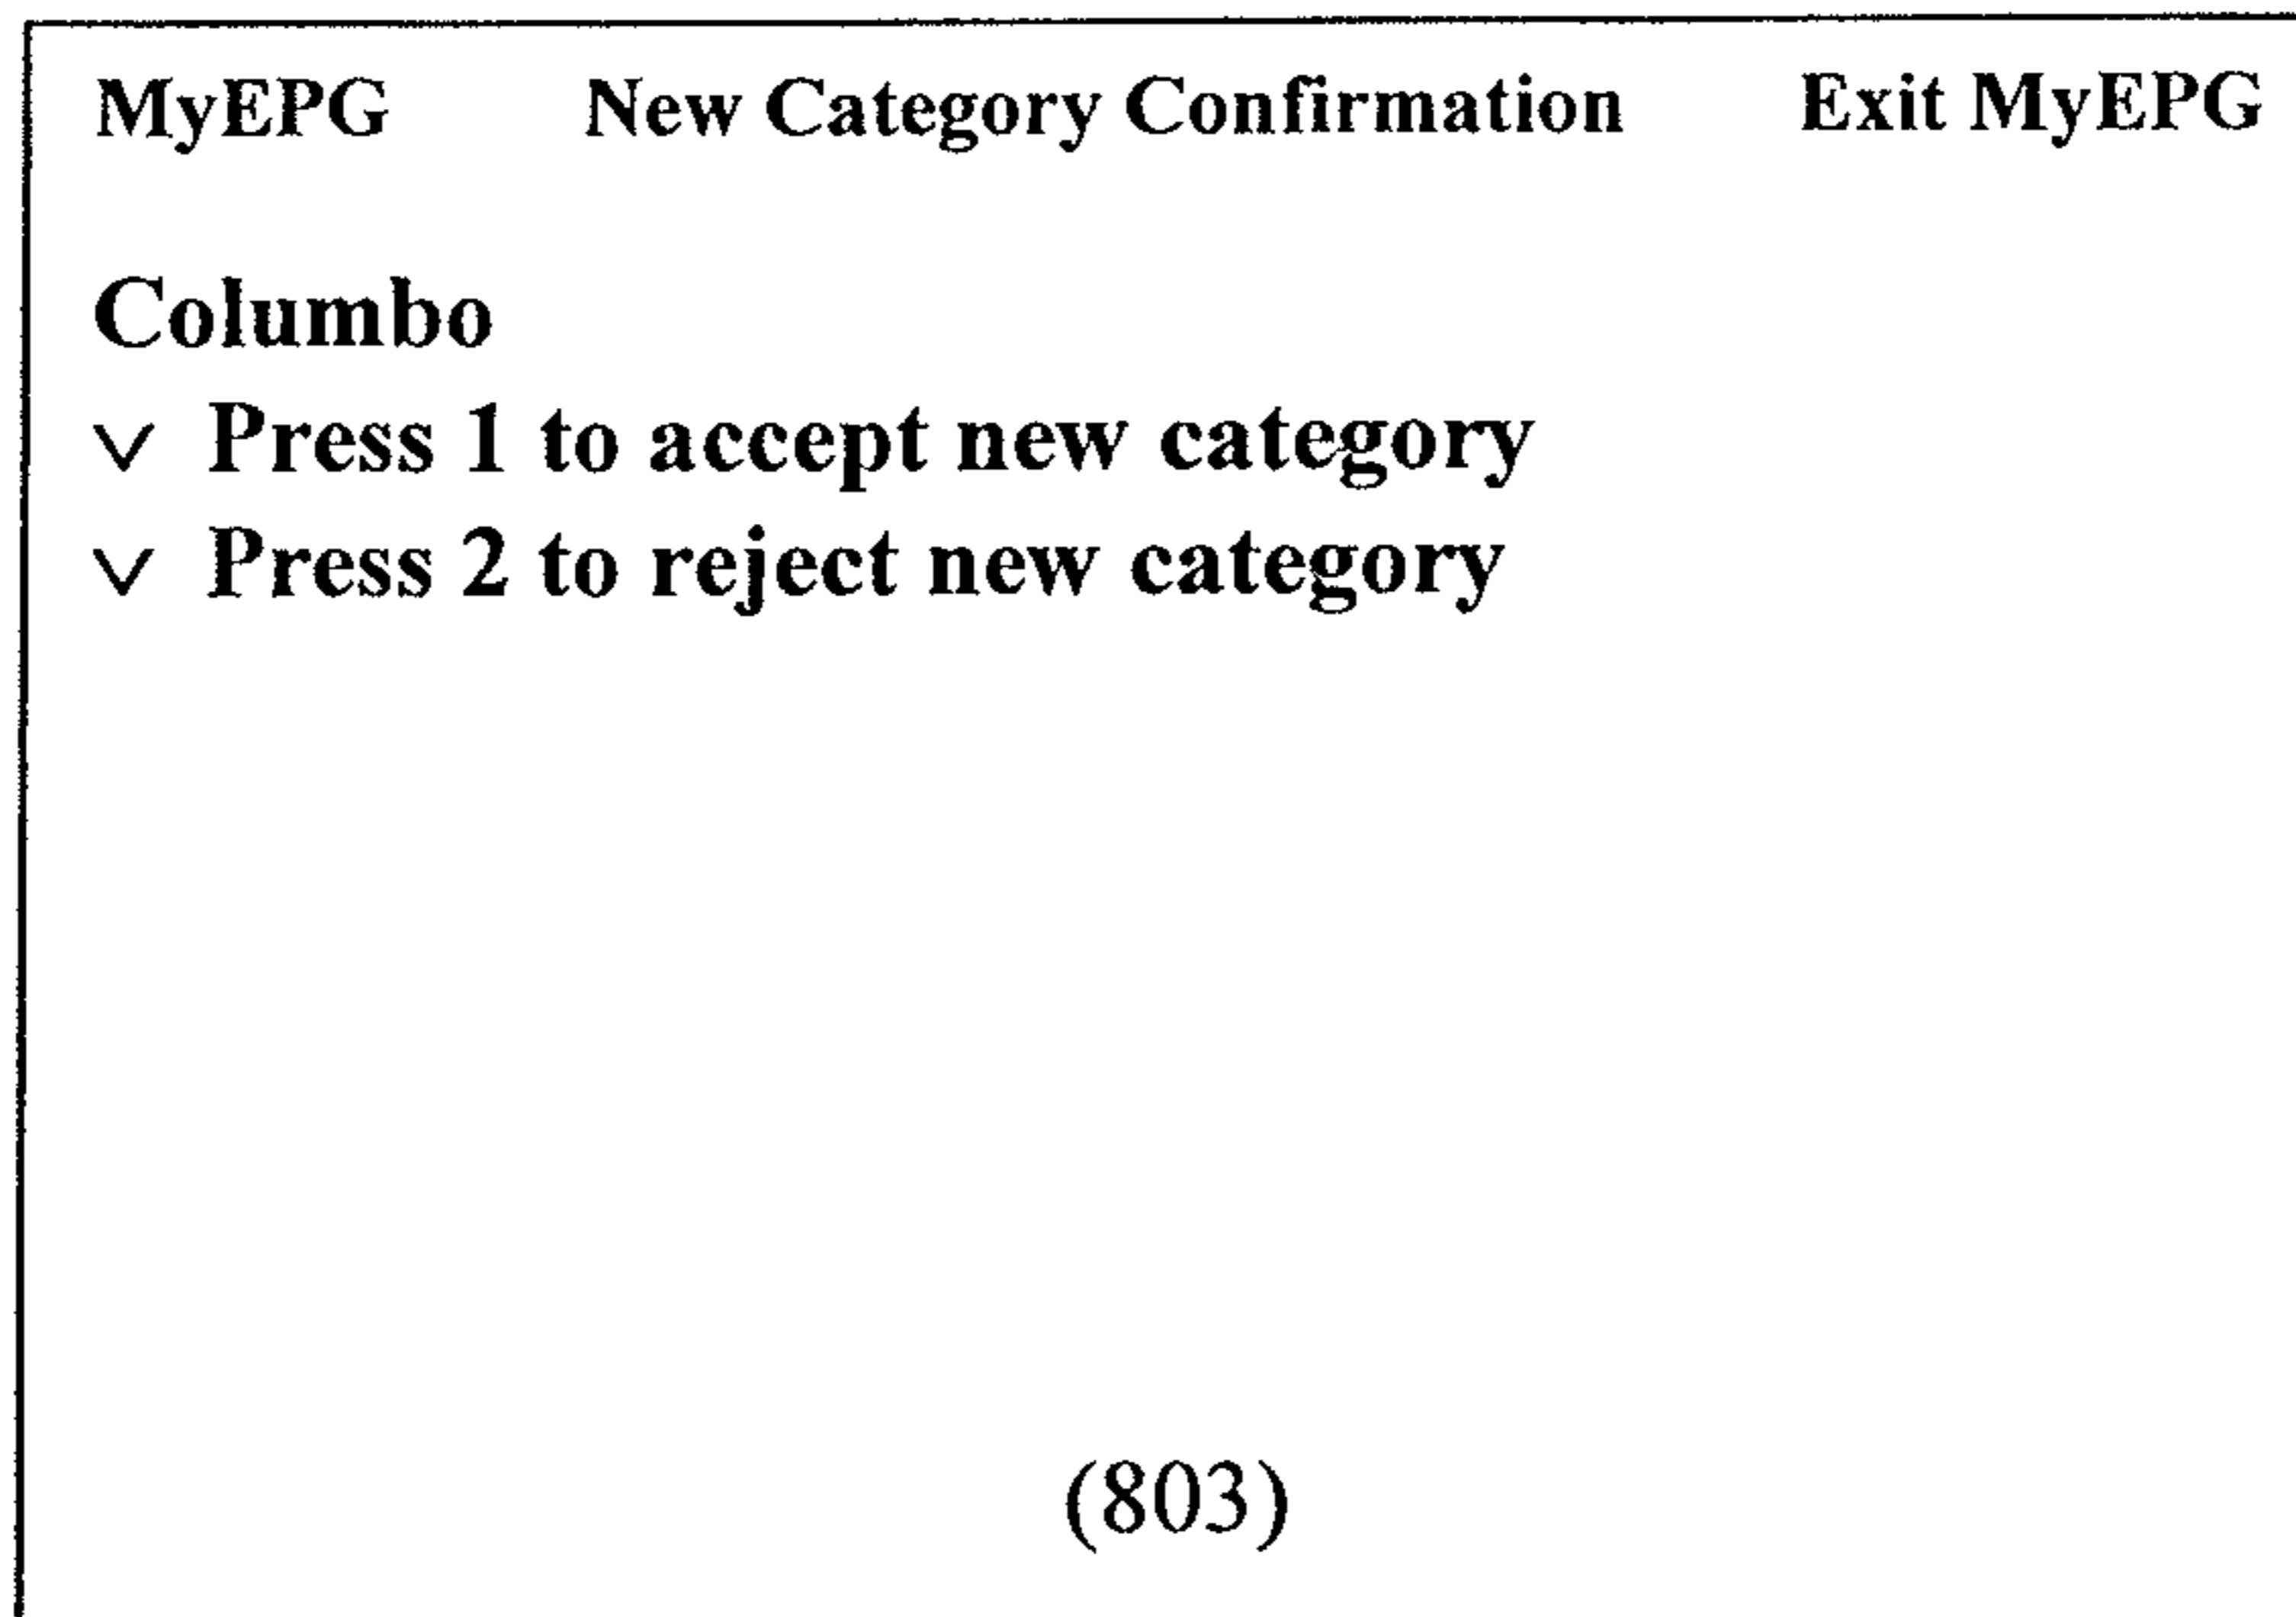 MyEPG New Category Confirmation Exit MyEPG
Columbo
∨ Press 1 to accept new category
∨ Press 2 to reject new category
(803)